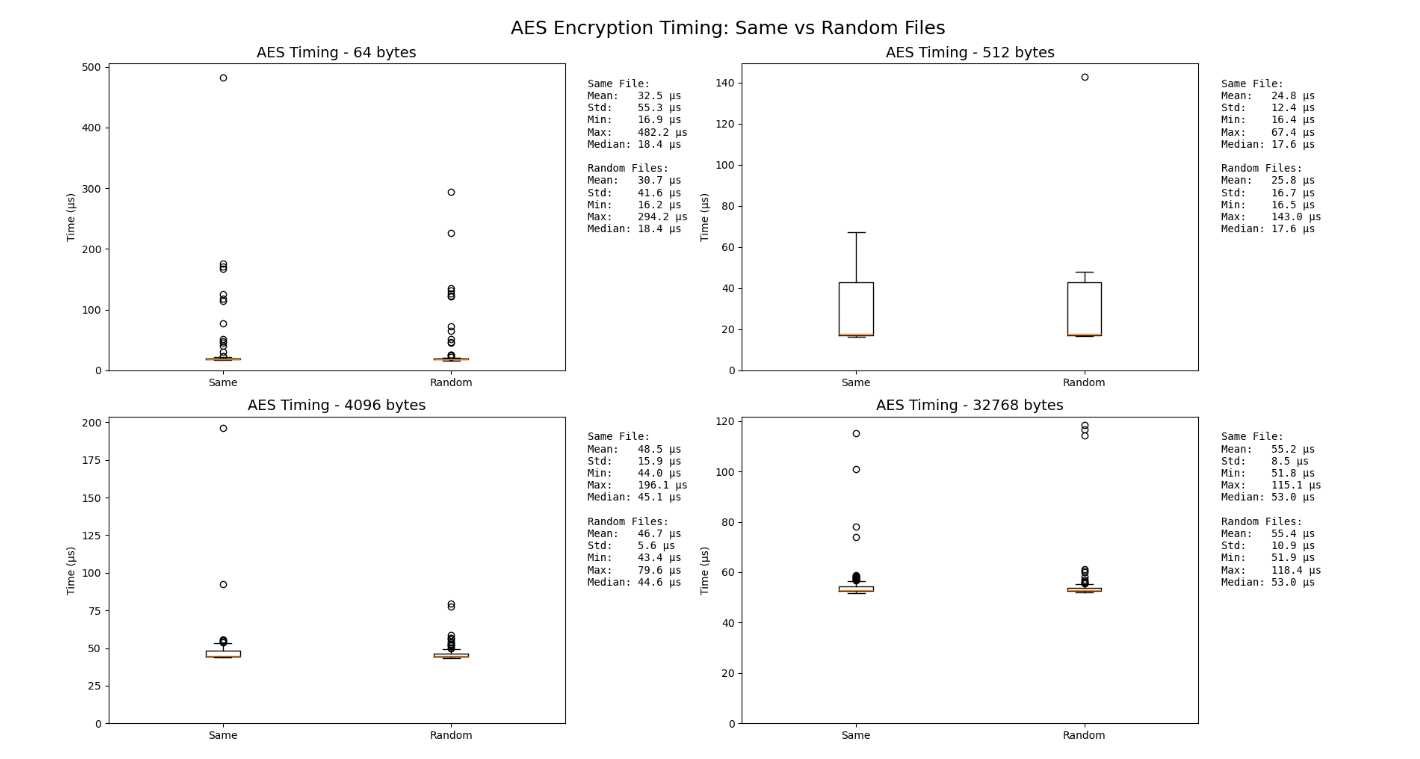 AES Encryption Timing: Same vs Random Files
AES Timing - 64 bytes
500
400
300
200
100
0
Time (µs)
Same
Random
Same File:
Mean: 32.5 µs
Std: 55.3 µs
Min: 16.9 µs
Max: 482.2 µs
Median: 18.4 µs
Random Files:
Mean: 30.7 µs
Std: 41.6 µs
Min: 16.2 µs
Max: 294.2 µs
Median: 18.4 µs
AES Timing - 512 bytes
140
120
100
80
60
40
20
0
Time (µs)
Same
Random
Same File:
Mean: 24.8 µs
Std: 12.4 µs
Min: 16.4 µs
Max: 67.4 µs
Median: 17.6 µs
Random Files:
Mean: 25.8 µs
Std: 16.7 µs
Min: 16.5 µs
Max: 143.0 µs
Median: 17.6 µs
AES Timing - 4096 bytes
200
175
150
125
100
75
50
25
0
Time (µs)
Same
Random
Same File:
Mean: 48.5 µs
Std: 15.9 µs
Min: 44.0 µs
Max: 196.1 µs
Median: 45.1 µs
Random Files:
Mean: 46.7 µs
Std: 5.6 µs
Min: 43.4 µs
Max: 79.6 µs
Median: 44.6 µs
AES Timing - 32768 bytes
120
100
80
60
40
20
0
Time (µs)
Same
Random
Same File:
Mean: 55.2 µs
Std: 8.5 µs
Min: 51.8 µs
Max: 115.1 µs
Median: 53.0 µs
Random Files:
Mean: 55.4 µs
Std: 10.9 µs
Min: 51.9 µs
Max: 118.4 µs
Median: 53.0 µs